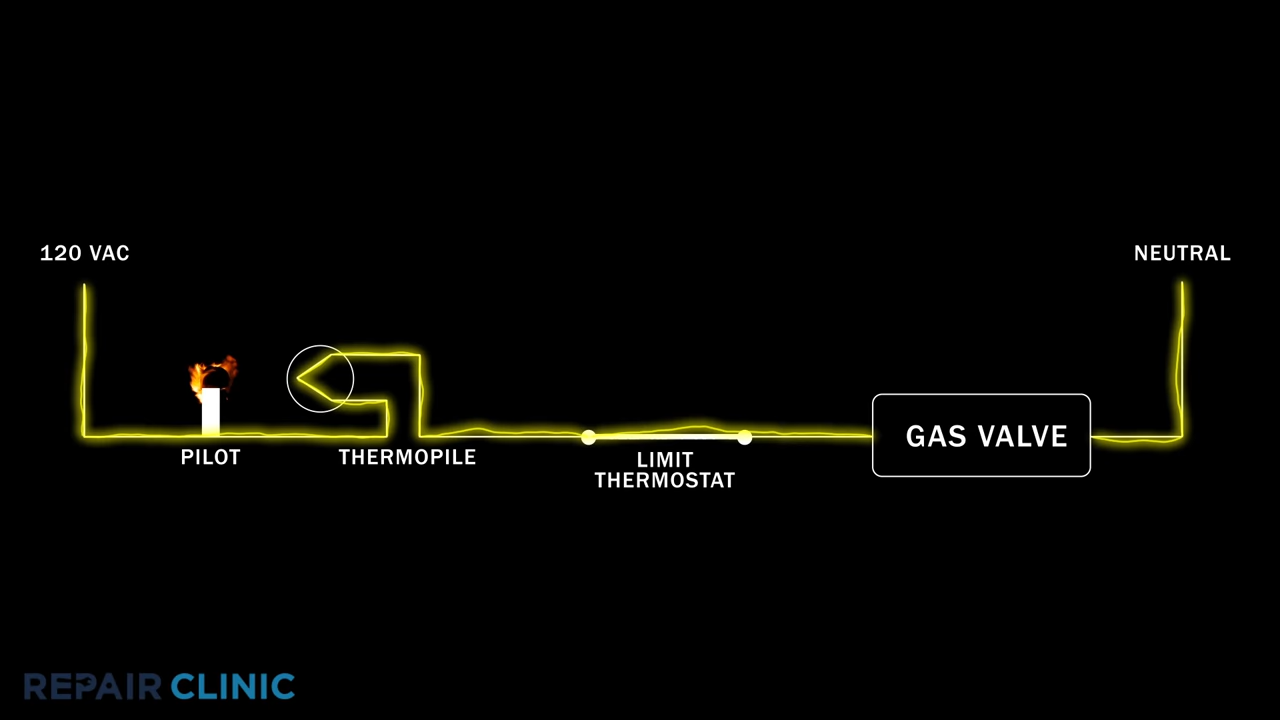 120 VAC
NEUTRAL
PILOT
THERMOPILE
LIMIT
THERMOSTAT
GAS VALVE
REPAIR CLINIC